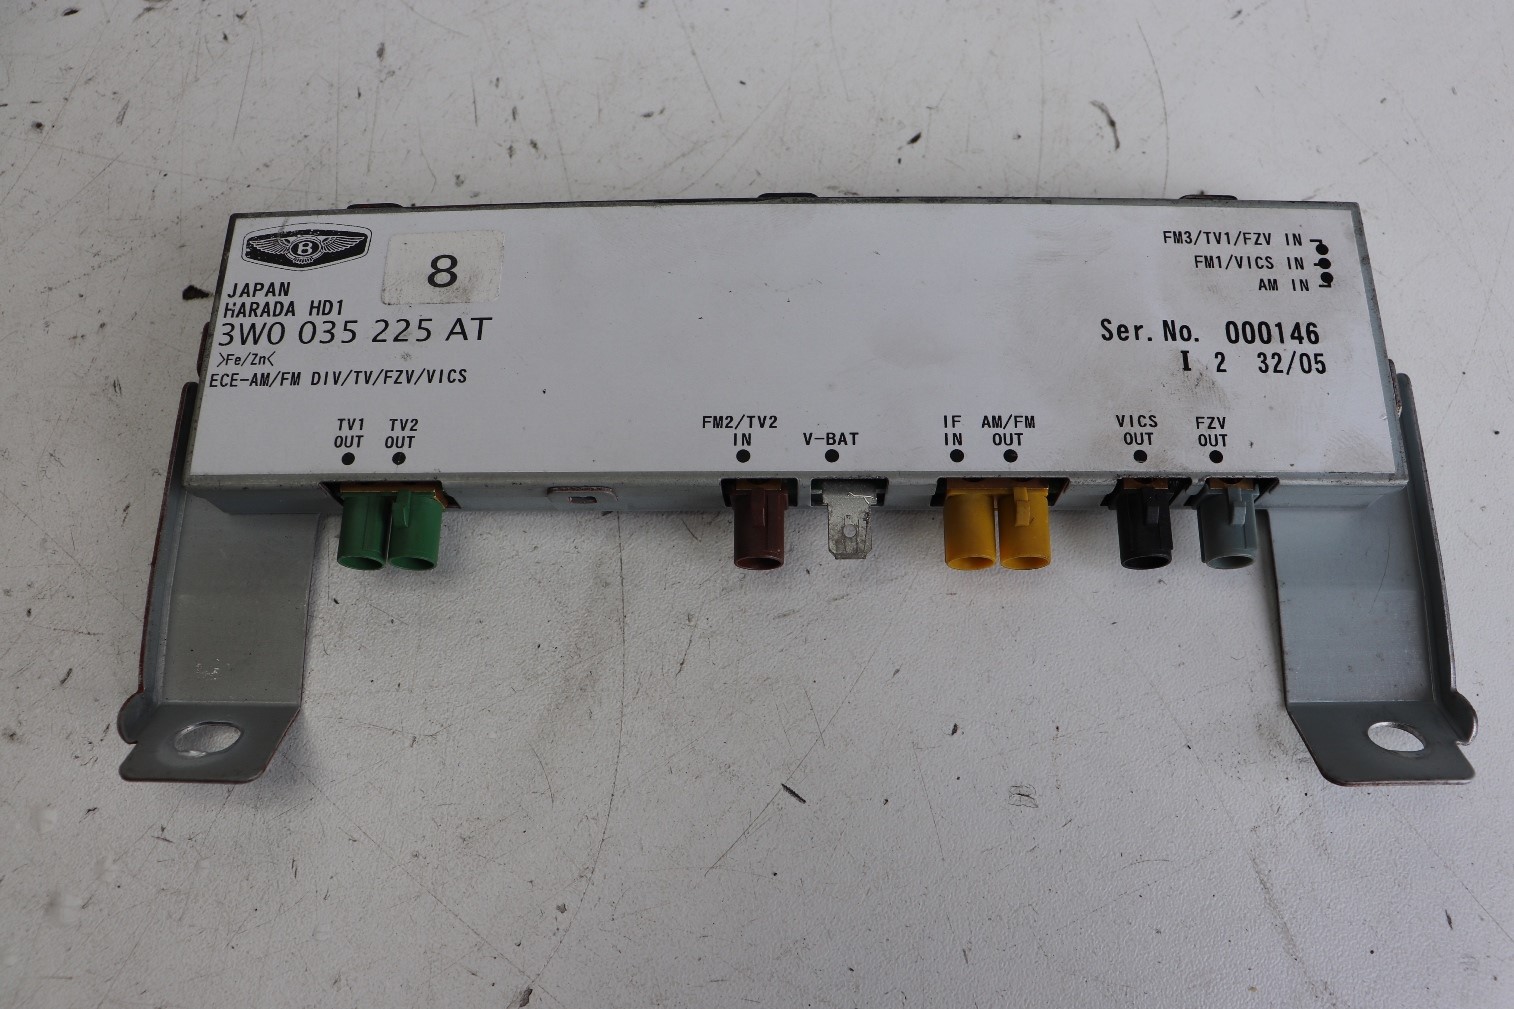 B
8
JAPAN
HARADA HD1
3W0 035 225 AT
>Fe/Zn<
ECE-AM/FM DIV/TV/FZV/VICS
FM3/TV1/FZV IN
FM1/VICS IN
AM IN
Ser. No. 000146
I 2 32/05
TV1 OUT
TV2 OUT
FM2/TV2 IN
V-BAT
IF IN
AM/FM OUT
VICS OUT
FZV OUT